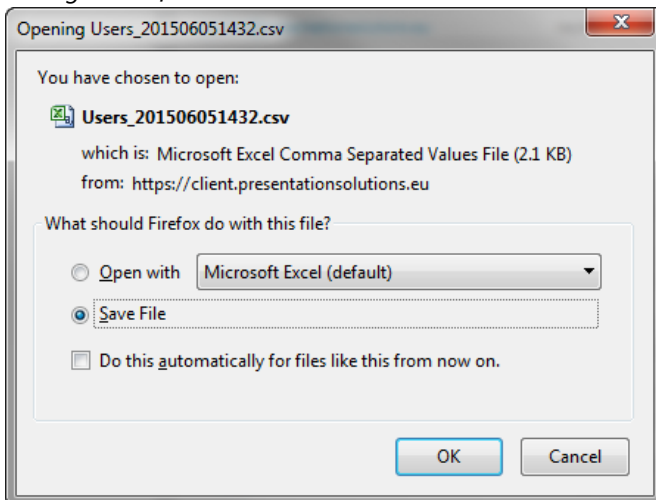 Opening Users_201506051432.csv
You have chosen to open:
Users_201506051432.csv
which is: Microsoft Excel Comma Separated Values File (2.1 KB)
from: https://client.presentationsolutions.eu
What should Firefox do with this file?
Open with Microsoft Excel (default)
Save File
Do this automatically for files like this from now on.
OK Cancel